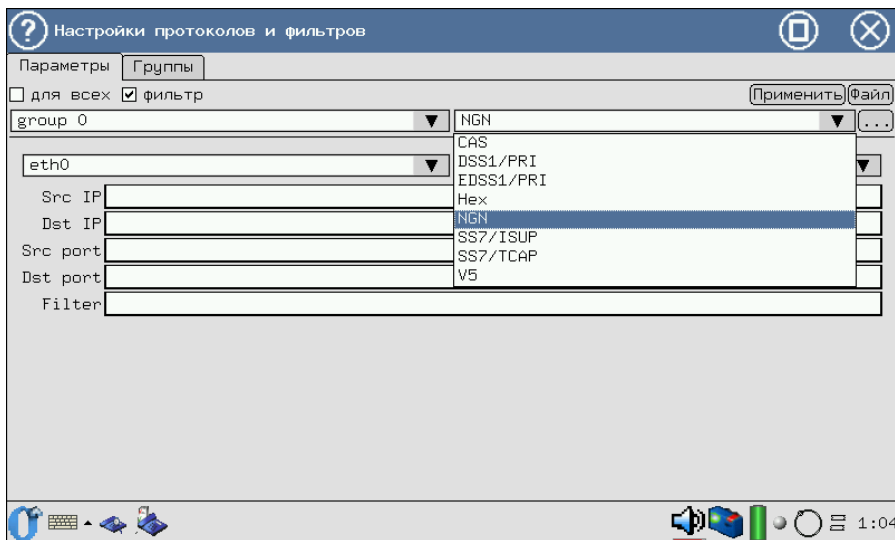 ? Настройки протоколов и фильтров
Параметры Группы
для всех фильтр Применить Файл
group 0 NGN ...
CAS
eth0 DSS1/PRI
EDSS1/PRI
Src IP Hex
Dst IP NGN
SS7/ISUP
Src port SS7/TCAP
Dst port V5
Filter
1:04